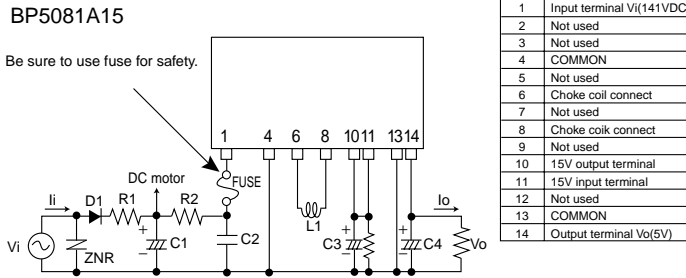 BP5081A15
Be sure to use fuse for safety.
1 4 6 8 10 11 13 14
DC motor
FUSE
Ii D1 R1 R2 L1 Io
Vi ZNR C1 C2 C3 C4 Vo
+ − + − + −
1 Input terminal Vi(141VDC
2 Not used
3 Not used
4 COMMON
5 Not used
6 Choke coil connect
7 Not used
8 Choke coik connect
9 Not used
10 15V output terminal
11 15V input terminal
12 Not used
13 COMMON
14 Output terminal Vo(5V)